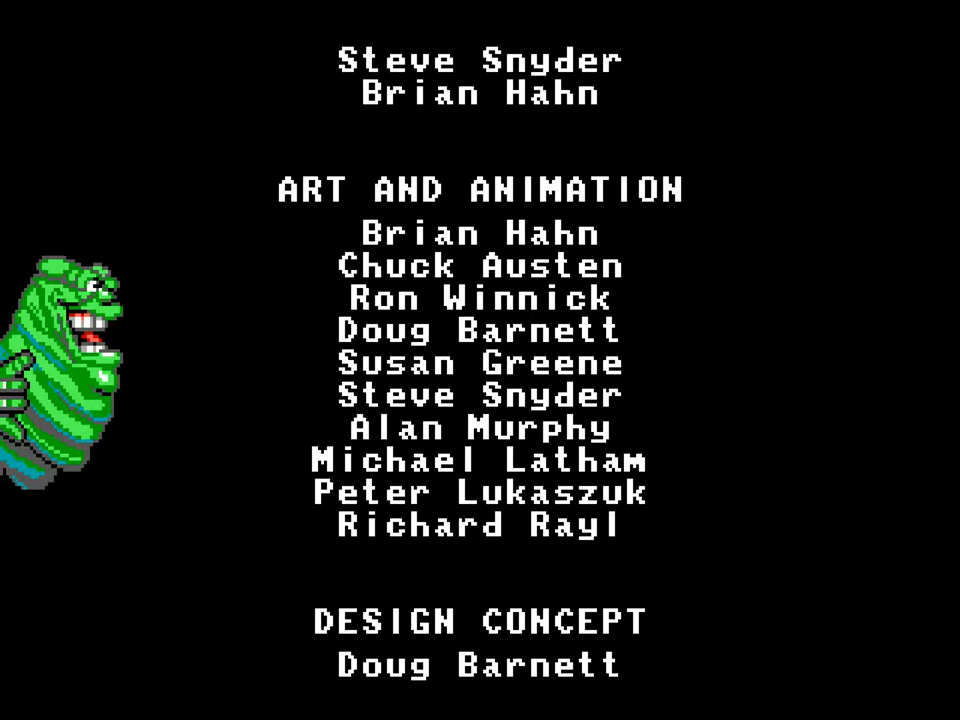 Steve Snyder
Brian Hahn
ART AND ANIMATION
Brian Hahn
Chuck Austen
Ron Winnick
Doug Barnett
Susan Greene
Steve Snyder
Alan Murphy
Michael Latham
Peter Lukaszuk
Richard Rayl
DESIGN CONCEPT
Doug Barnett